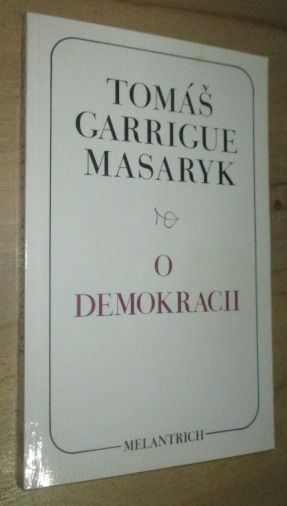 TOMÁŠ
GARRIGUE
MASARYK
O
DEMOKRACII
MELANTRICH